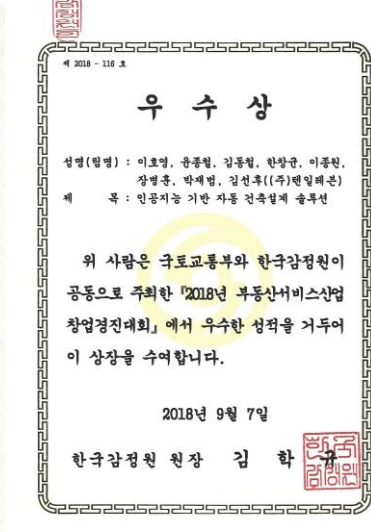 제 2018 - 116 호
우 수 상
성명(팀명) : 이호영, 윤종철, 김동철, 한창균, 이종원,
장병훈, 박재범, 김선후((주)텐일레븐)
제 목 : 인공지능 기반 자동 건축설계 솔루션
위 사람은 국토교통부와 한국감정원이
공동으로 주최한 『2018년 부동산서비스산업
창업경진대회』에서 우수한 성적을 거두어
이 상장을 수여합니다.
2018년 9월 7일
한국감정원 원장 김 학 규